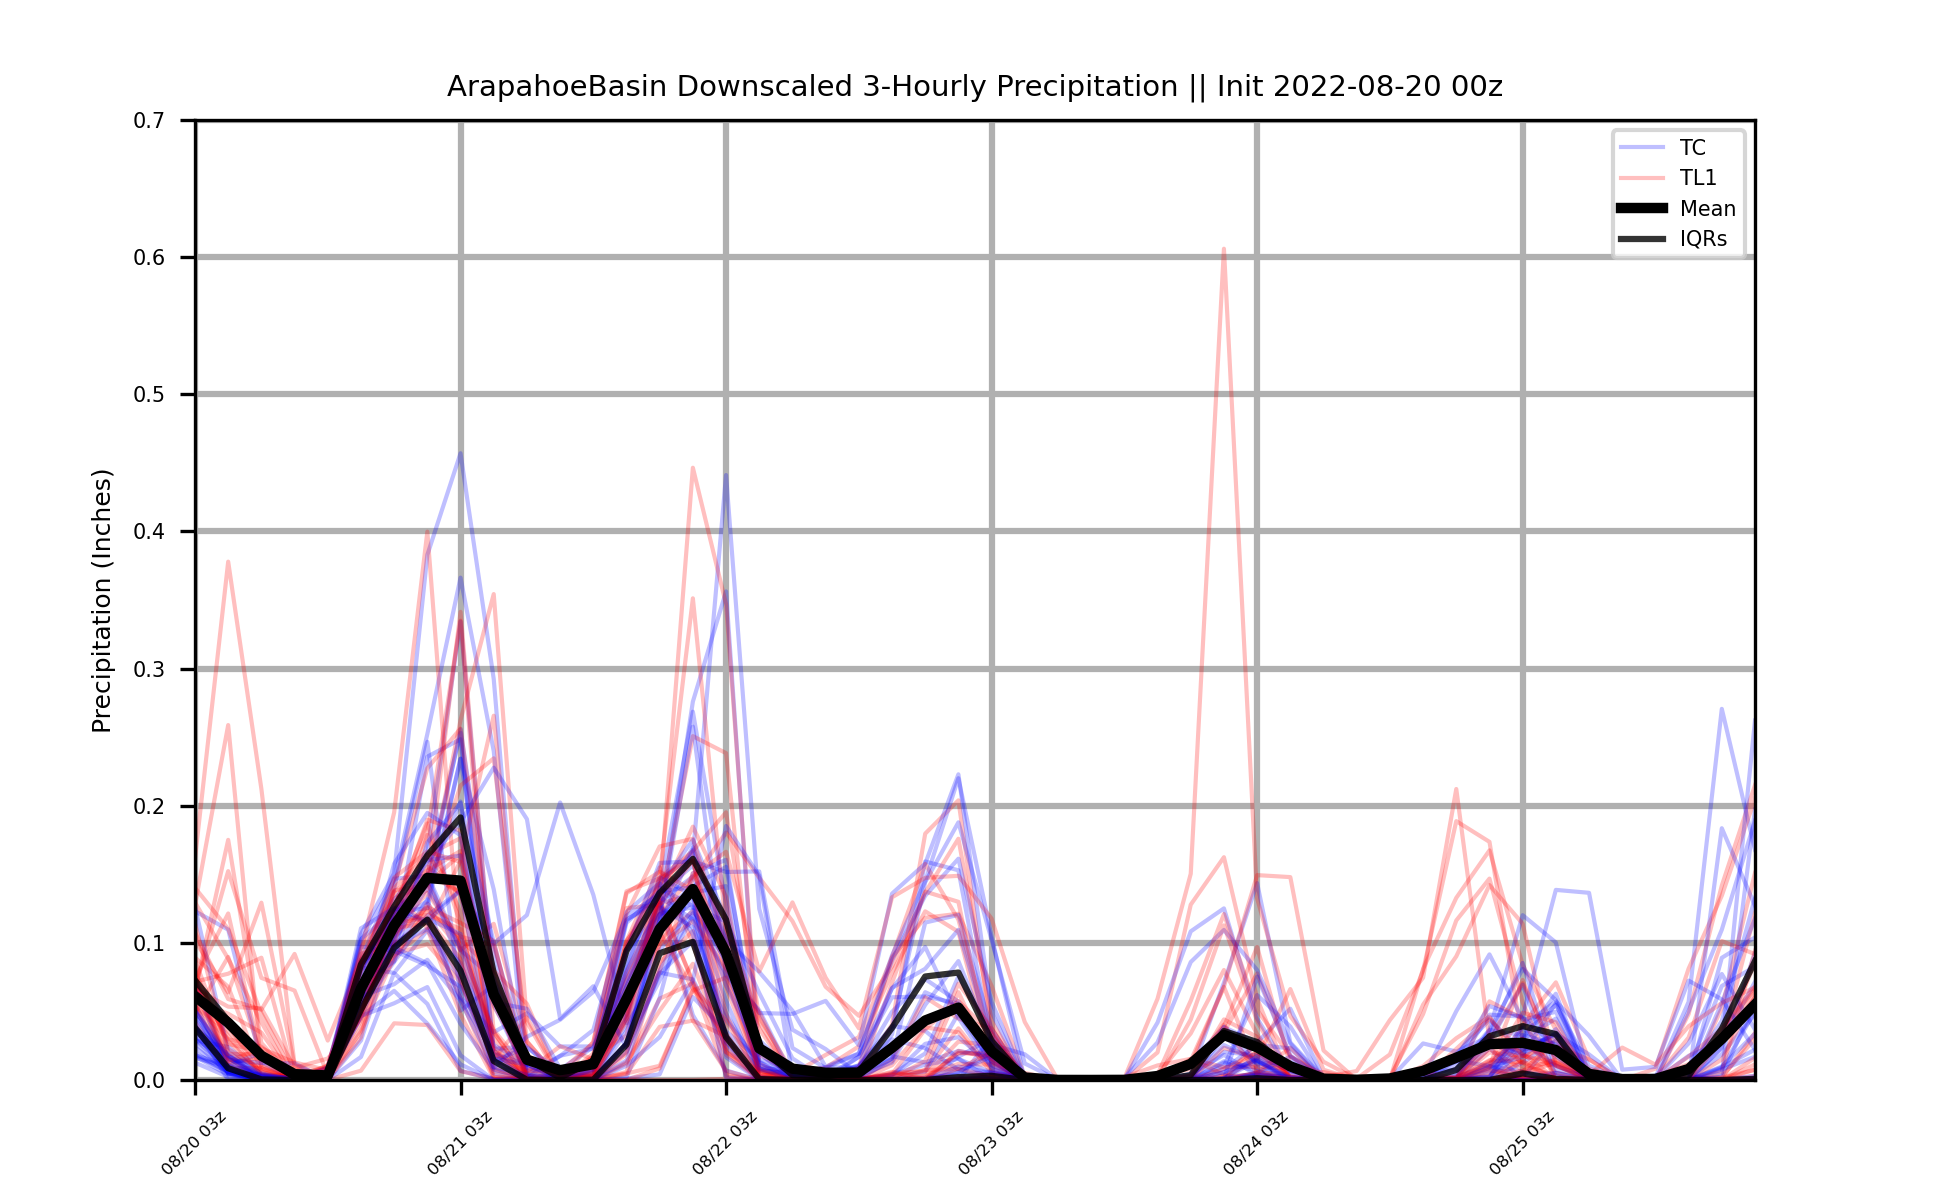 ArapahoeBasin Downscaled 3-Hourly Precipitation || Init 2022-08-20 00z
TC
TL1
Mean
IQRs
Precipitation (Inches)
0.7
0.6
0.5
0.4
0.3
0.2
0.1
0.0
08/20 03z
08/21 03z
08/22 03z
08/23 03z
08/24 03z
08/25 03z